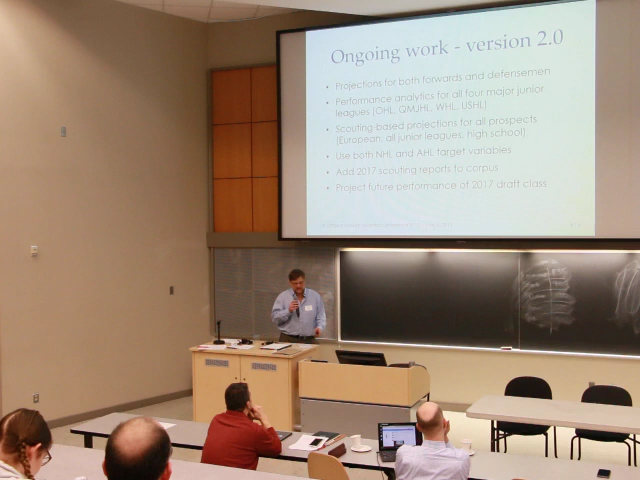 Ongoing work - version 2.0
• Projections for both forwards and defensemen
• Performance analytics for all four major junior
leagues (OHL, QMJHL, WHL, USHL)
• Scouting-based projections for all prospects
(European, all junior leagues, high school)
• Use both NHL and AHL target variables
• Add 2017 scouting reports to corpus
• Project future performance of 2017 draft class